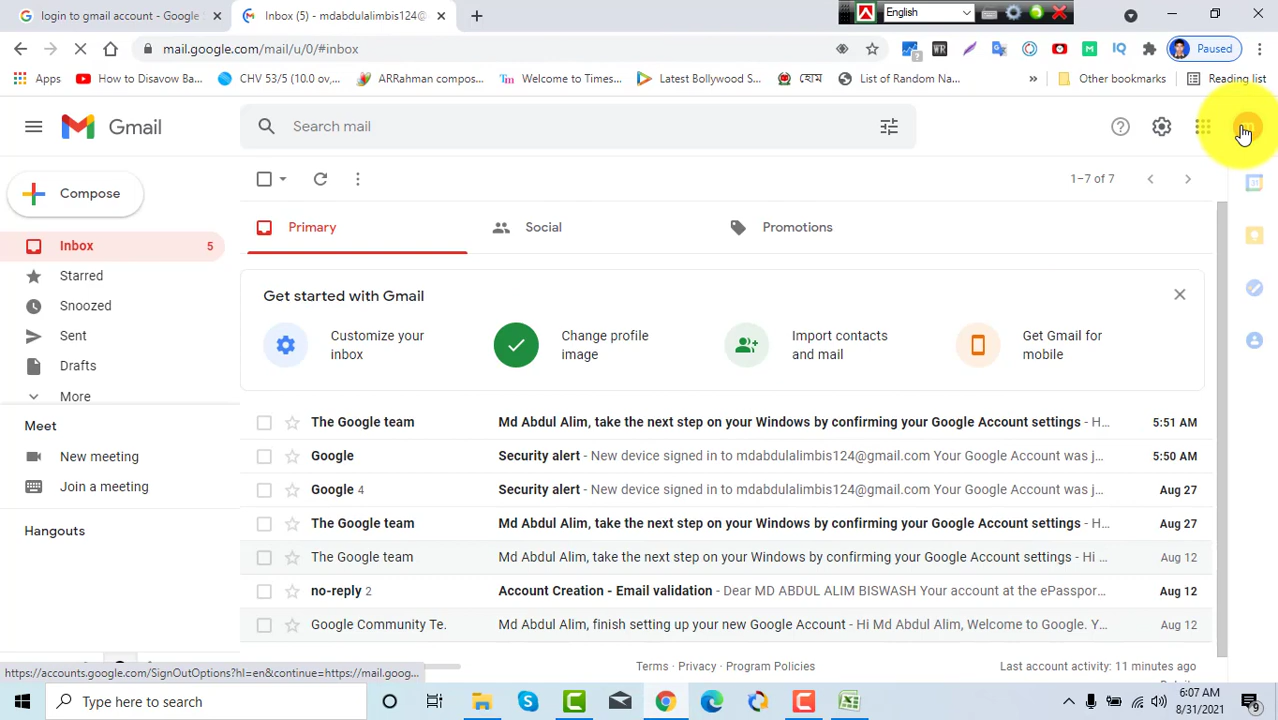 login to gmail account
gin - Google
alimbis124@
English
mail.google.com/mail/u/0/#inbox
Paused
Apps
How to Disavow Ba...
CHV 53/5 (10.0 ov,...
ARRahman compos...
Welcome to Times...
Latest Bollywood S...
হোম
List of Random Na...
»
Other bookmarks
Reading list
Gmail
Search mail
Compose
1–7 of 7
Inbox 5
Primary
Social
Promotions
Starred
Snoozed
Sent
Drafts
More
Get started with Gmail
Customize your inbox
Change profile image
Import contacts and mail
Get Gmail for mobile
Meet
New meeting
Join a meeting
Hangouts
The Google team Md Abdul Alim, take the next step on your Windows by confirming your Google Account settings - H... 5:51 AM
Google Security alert - New device signed in to mdabdulalimbis124@gmail.com Your Google Account was j... 5:50 AM
Google 4 Security alert - New device signed in to mdabdulalimbis124@gmail.com Your Google Account was j... Aug 27
The Google team Md Abdul Alim, take the next step on your Windows by confirming your Google Account settings - H... Aug 27
The Google team Md Abdul Alim, take the next step on your Windows by confirming your Google Account settings - Hi ... Aug 12
no-reply 2 Account Creation - Email validation - Dear MD ABDUL ALIM BISWASH Your account at the ePasspor... Aug 12
Google Community Te. Md Abdul Alim, finish setting up your new Google Account - Hi Md Abdul Alim, Welcome to Google. Y... Aug 12
Terms · Privacy · Program Policies
Last account activity: 11 minutes ago
https://accounts.google.com/SignOutOptions?hl=en&continue=https://mail.goog...
Type here to search
6:07 AM
8/31/2021
9